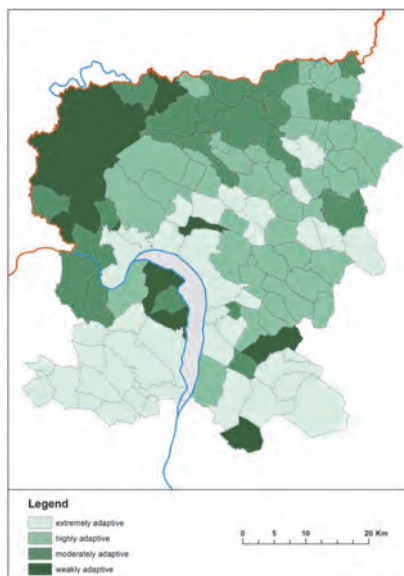 Legend
extremely adaptive
highly adaptive
moderately adaptive
weakly adaptive
0 5 10 20 Km